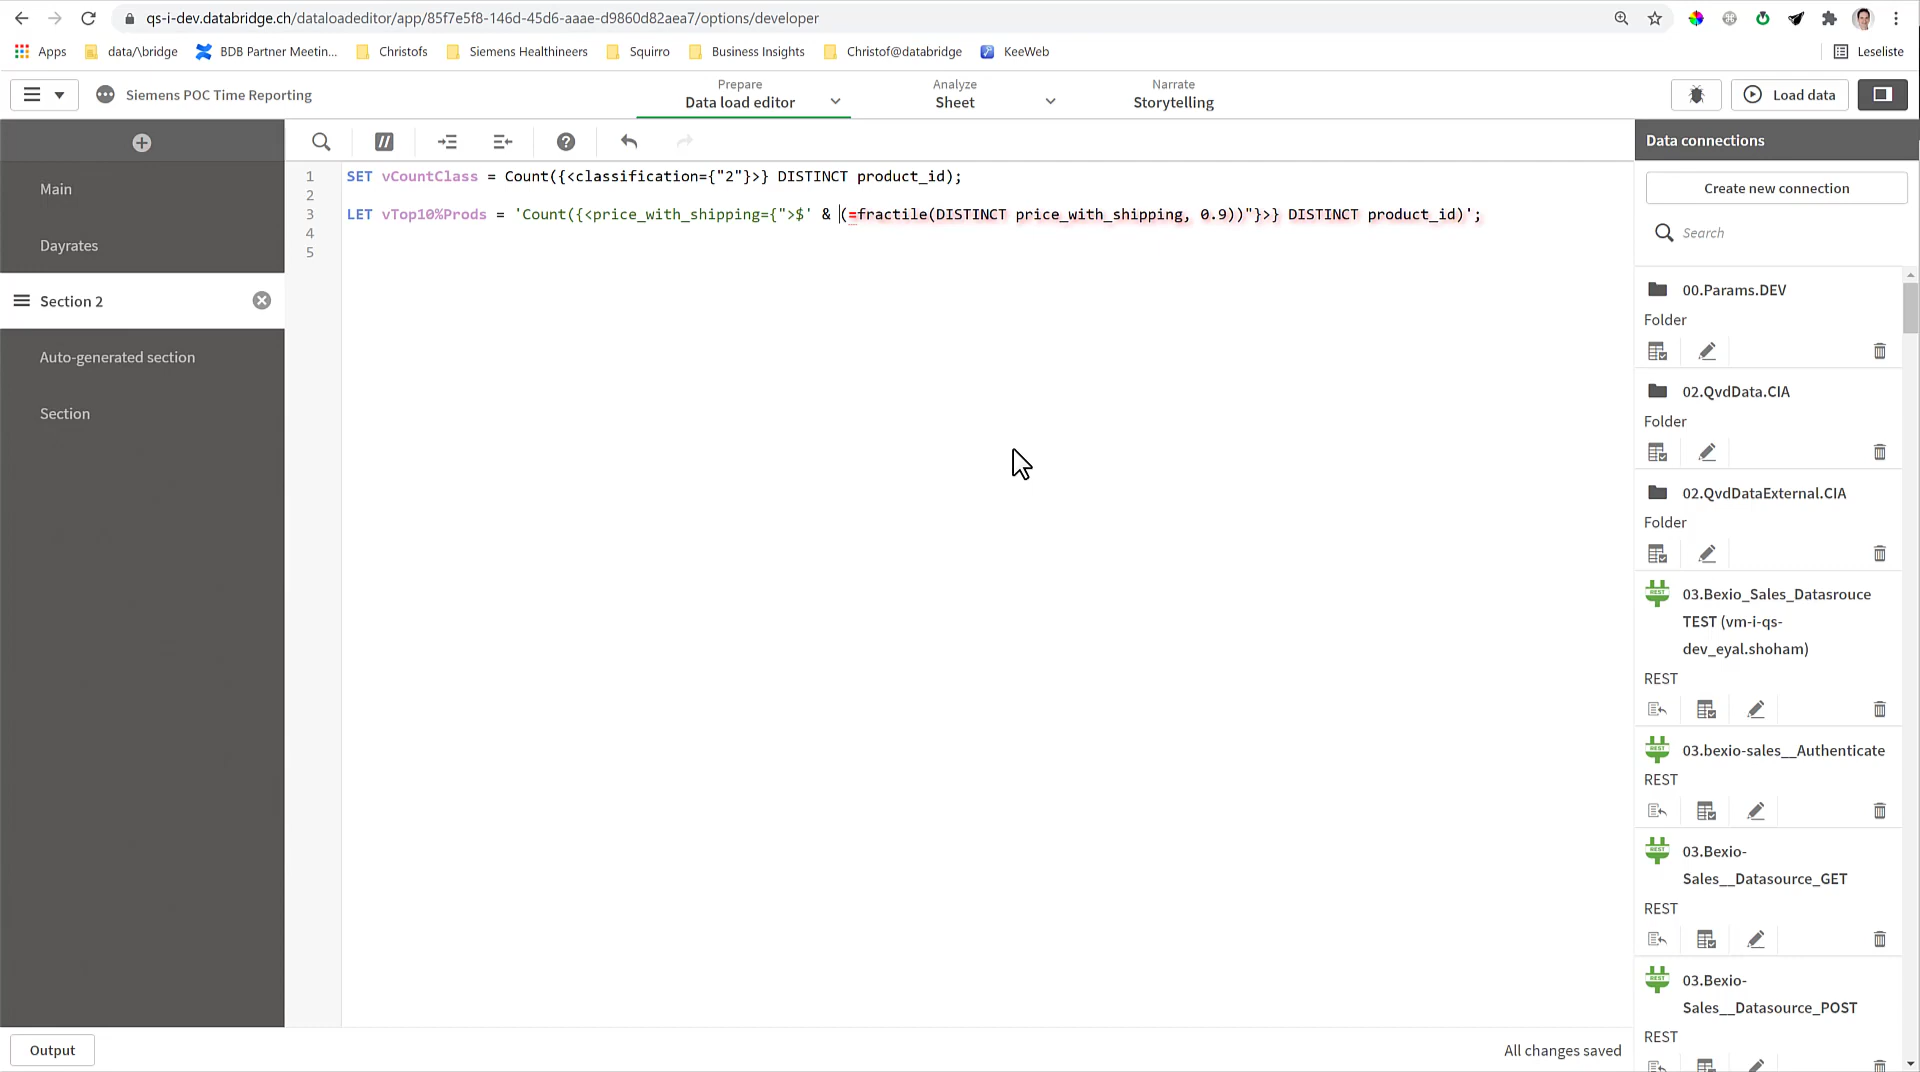 qs-i-dev.databridge.ch/dataloadeditor/app/85f7e5f8-146d-45d6-aaae-d9860d82aea7/options/developer
Apps data/\bridge BDB Partner Meetin... Christofs Siemens Healthineers Squirro Business Insights Christof@databridge KeeWeb Leseliste
Siemens POC Time Reporting
Prepare
Data load editor
Analyze
Sheet
Narrate
Storytelling
Load data
Main
Dayrates
Section 2
Auto-generated section
Section
1 SET vCountClass = Count({<classification={"2"}>} DISTINCT product_id);
2
3 LET vTop10%Prods = 'Count({<price_with_shipping={">$' & (=fractile(DISTINCT price_with_shipping, 0.9))"}>} DISTINCT product_id)';
4
5
Data connections
Create new connection
Search
00.Params.DEV
Folder
02.QvdData.CIA
Folder
02.QvdDataExternal.CIA
Folder
REST
03.Bexio_Sales_Datasrouce
TEST (vm-i-qs-
dev_eyal.shoham)
REST
REST
03.bexio-sales__Authenticate
REST
REST
03.Bexio-
Sales__Datasource_GET
REST
REST
03.Bexio-
Sales__Datasource_POST
REST
Output
All changes saved